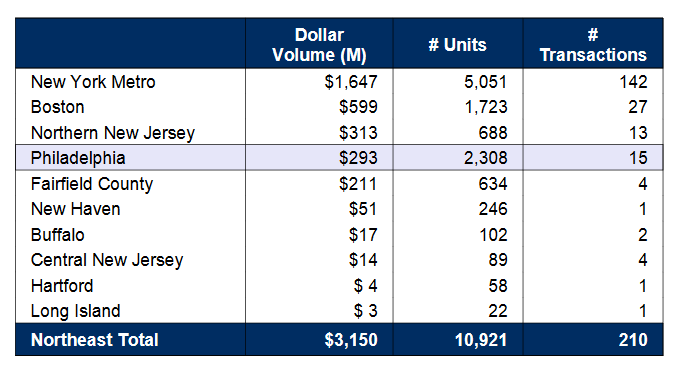 Dollar Volume (M) # Units # Transactions
New York Metro $1,647 5,051 142
Boston $599 1,723 27
Northern New Jersey $313 688 13
Philadelphia $293 2,308 15
Fairfield County $211 634 4
New Haven $51 246 1
Buffalo $17 102 2
Central New Jersey $14 89 4
Hartford $ 4 58 1
Long Island $ 3 22 1
Northeast Total $3,150 10,921 210